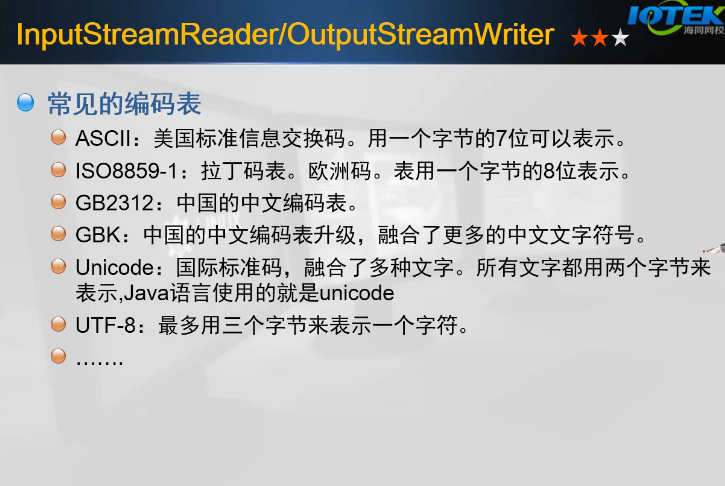 InputStreamReader/OutputStreamWriter
IOTEK
海同网校
常见的编码表
ASCII：美国标准信息交换码。用一个字节的7位可以表示。
ISO8859-1：拉丁码表。欧洲码。表用一个字节的8位表示。
GB2312：中国的中文编码表。
GBK：中国的中文编码表升级，融合了更多的中文文字符号。
Unicode：国际标准码，融合了多种文字。所有文字都用两个字节来
表示,Java语言使用的就是unicode
UTF-8：最多用三个字节来表示一个字符。
…….